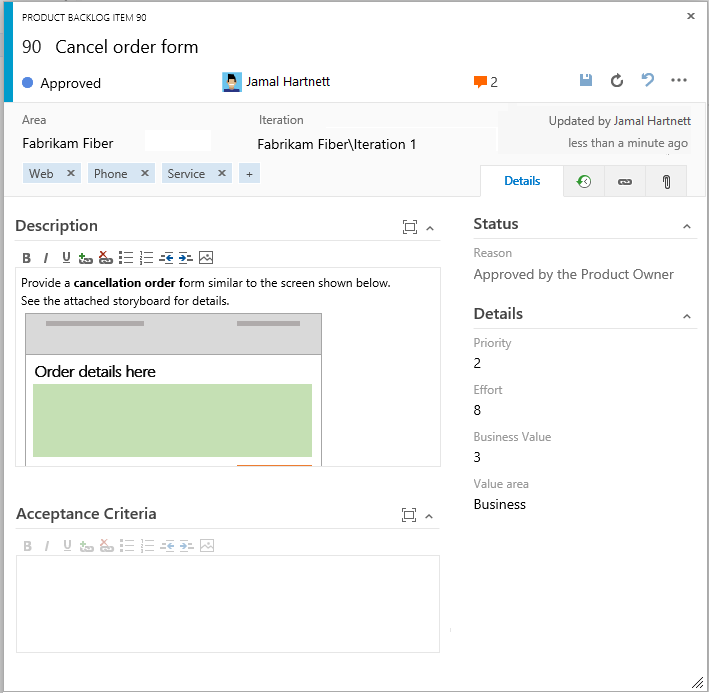 PRODUCT BACKLOG ITEM 90
90 Cancel order form
Approved
Jamal Hartnett
2
Area
Iteration
Updated by Jamal Hartnett
Fabrikam Fiber
Fabrikam Fiber\Iteration 1
less than a minute ago
Web
Phone
Service
+
Details
Description
B I U
Provide a cancellation order form similar to the screen shown below.
See the attached storyboard for details.
Order details here
Acceptance Criteria
B I U
Status
Reason
Approved by the Product Owner
Details
Priority
2
Effort
8
Business Value
3
Value area
Business